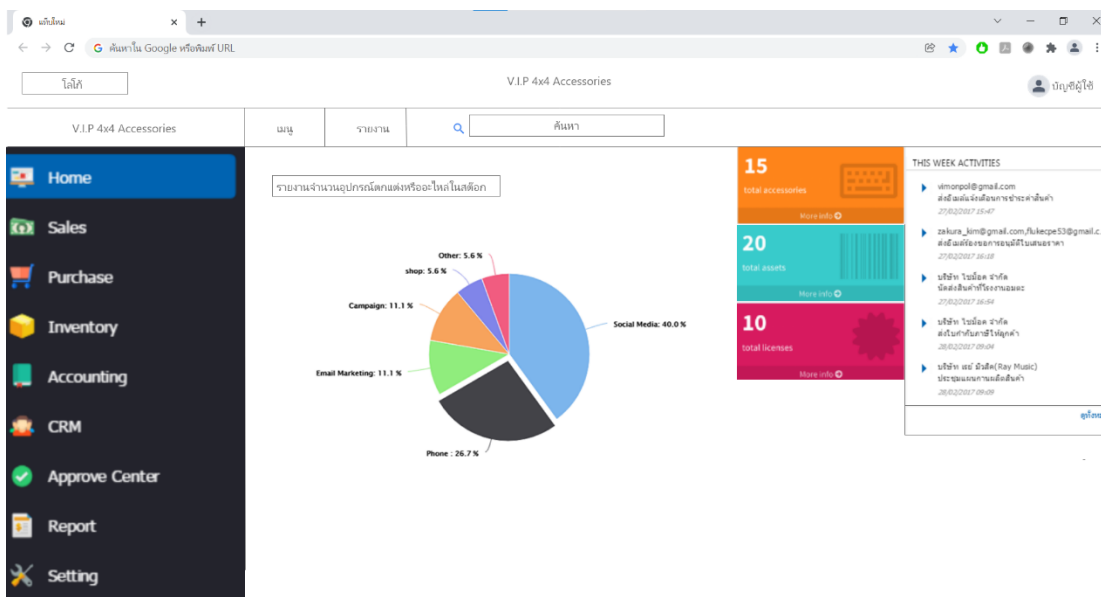 แท็บใหม่
ค้นหาใน Google หรือพิมพ์ URL
โลโก้
V.I.P 4x4 Accessories
บัญชีผู้ใช้
V.I.P 4x4 Accessories
เมนู
รายงาน
ค้นหา
Home
Sales
Purchase
Inventory
Accounting
CRM
Approve Center
Report
Setting
รายงานจำนวนอุปกรณ์ตกแต่งหรืออะไหล่ในสต๊อก
Other: 5.6 %
shop: 5.6 %
Campaign: 11.1 %
Social Media: 40.0 %
Email Marketing: 11.1 %
Phone : 26.7 %
15
total accessories
More info
20
total assets
More info
10
total licenses
More info
THIS WEEK ACTIVITIES
vimonpol@gmail.com
ส่งอีเมล์แจ้งเตือนการชำระค่าสินค้า
27/02/2017 15:47
zakura_kim@gmail.com,flukecpe53@gmail.c
ส่งอีเมล์ร้องขอการอนุมัติใบเสนอราคา
27/02/2017 16:18
บริษัท ไซม็อค จำกัด
นัดส่งสินค้าที่โรงงานอมตะ
27/02/2017 16:54
บริษัท ไซม็อค จำกัด
ส่งใบกำกับภาษีให้ลูกค้า
28/02/2017 09:04
บริษัท เรย์ มิวสิค(Ray Music)
ประชุมแผนการผลิตสินค้า
28/02/2017 09:09